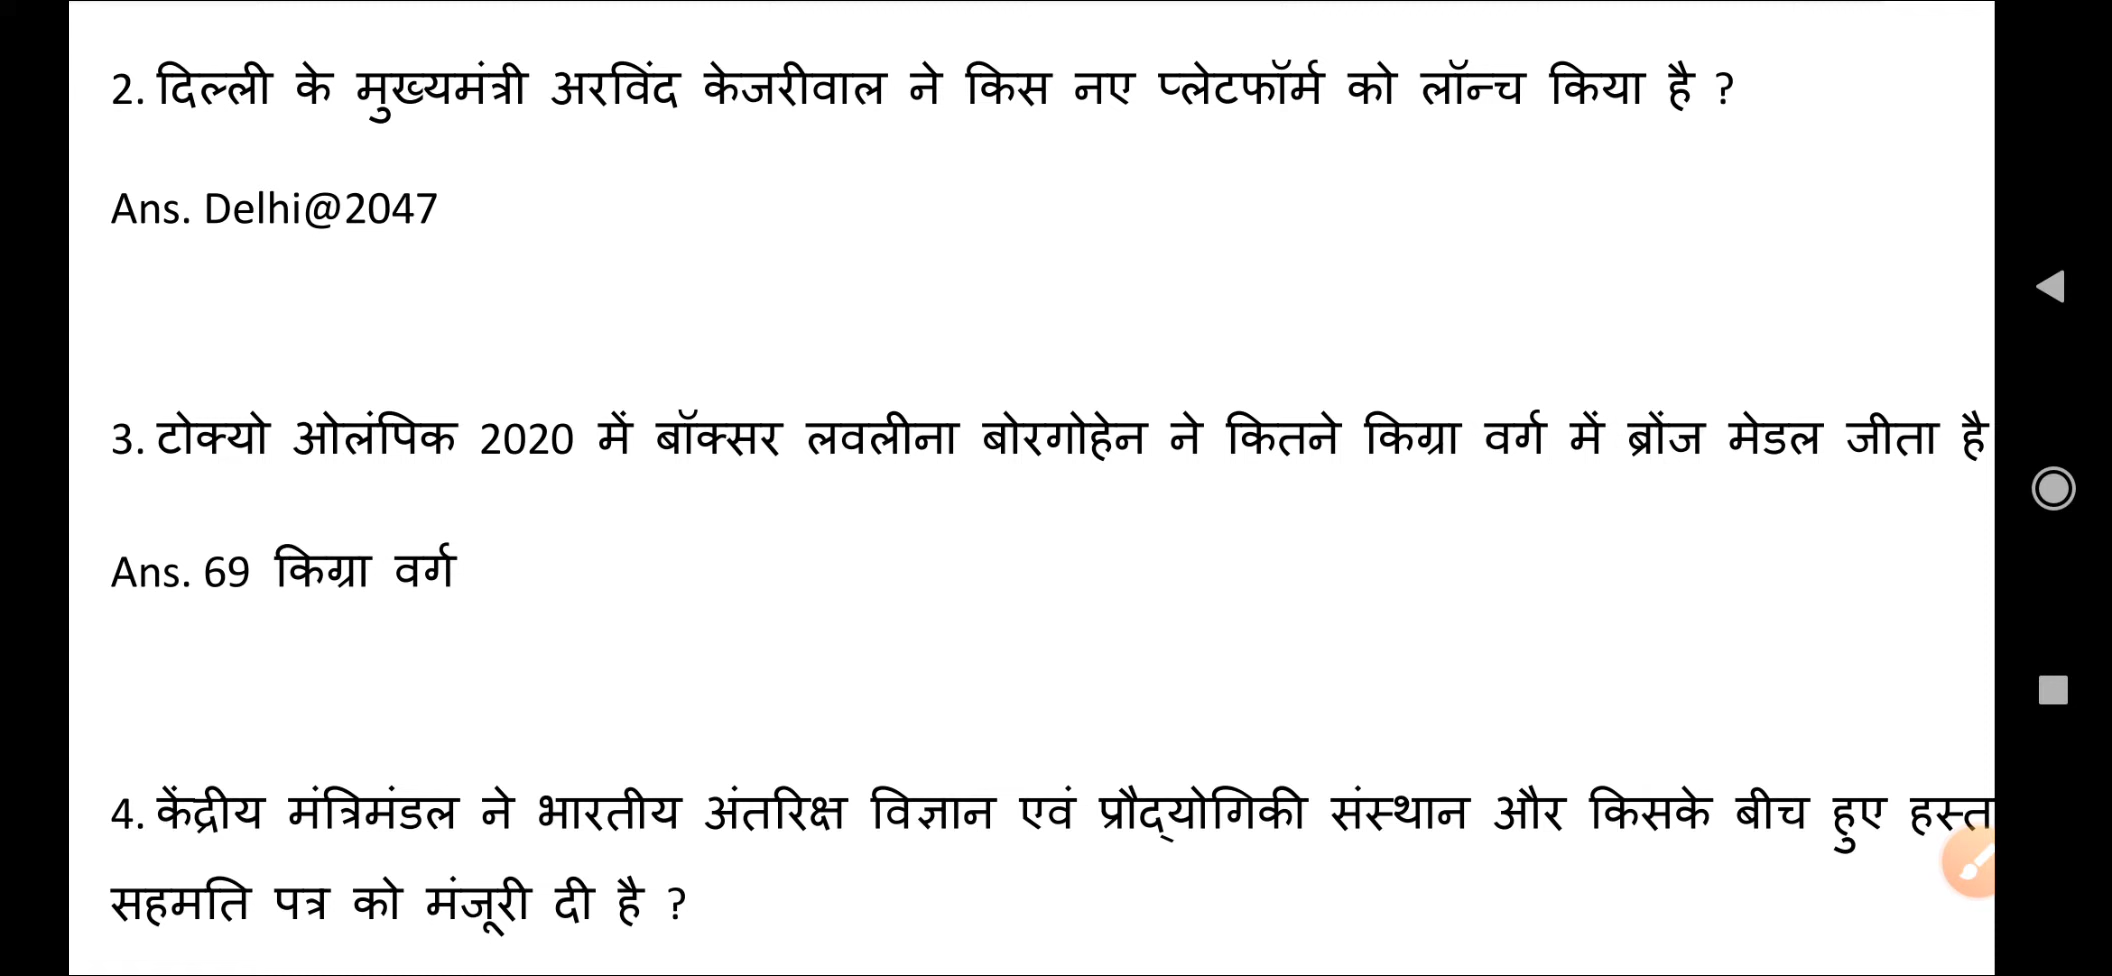 2. दिल्ली के मुख्यमंत्री अरविंद केजरीवाल ने किस नए प्लेटफॉर्म को लॉन्च किया है ?
Ans. Delhi@2047
3. टोक्यो ओलंपिक 2020 में बॉक्सर लवलीना बोरगोहेन ने कितने किग्रा वर्ग में ब्रोंज मेडल जीता है
Ans. 69 किग्रा वर्ग
4. केंद्रीय मंत्रिमंडल ने भारतीय अंतरिक्ष विज्ञान एवं प्रौद्योगिकी संस्थान और किसके बीच हुए हस्त
सहमति पत्र को मंजूरी दी है ?